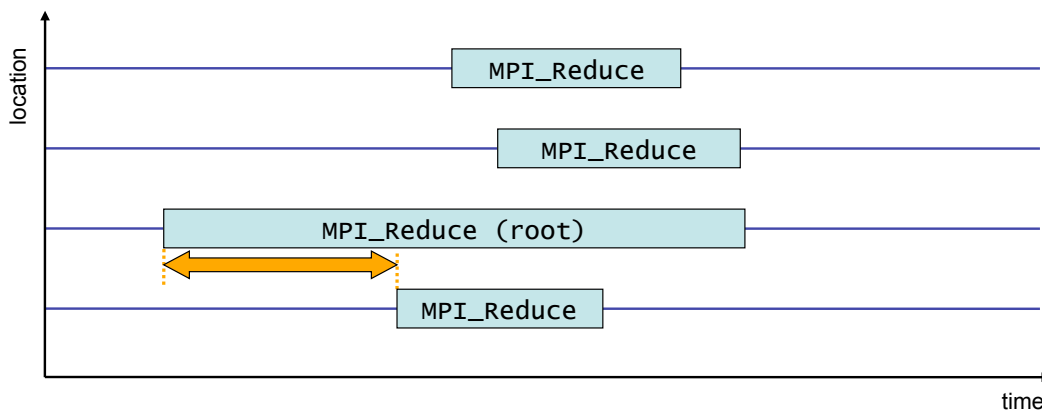 location
MPI_Reduce
MPI_Reduce
MPI_Reduce (root)
MPI_Reduce
time